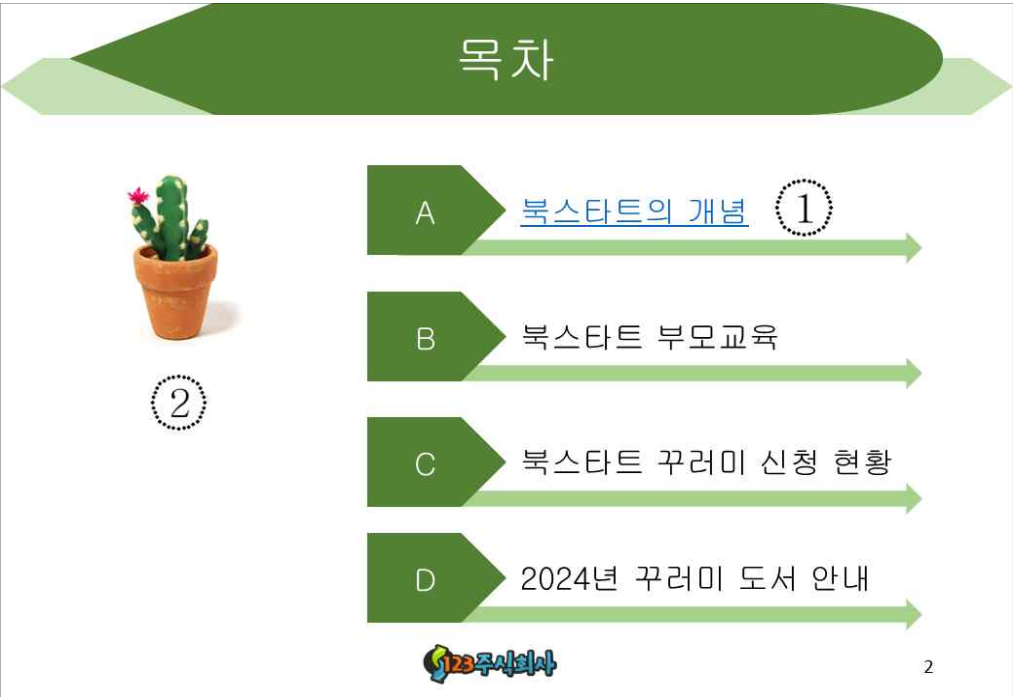 목차
A
북스타트의 개념 ①
B
북스타트 부모교육
②
C
북스타트 꾸러미 신청 현황
D
2024년 꾸러미 도서 안내
123주식회사
2